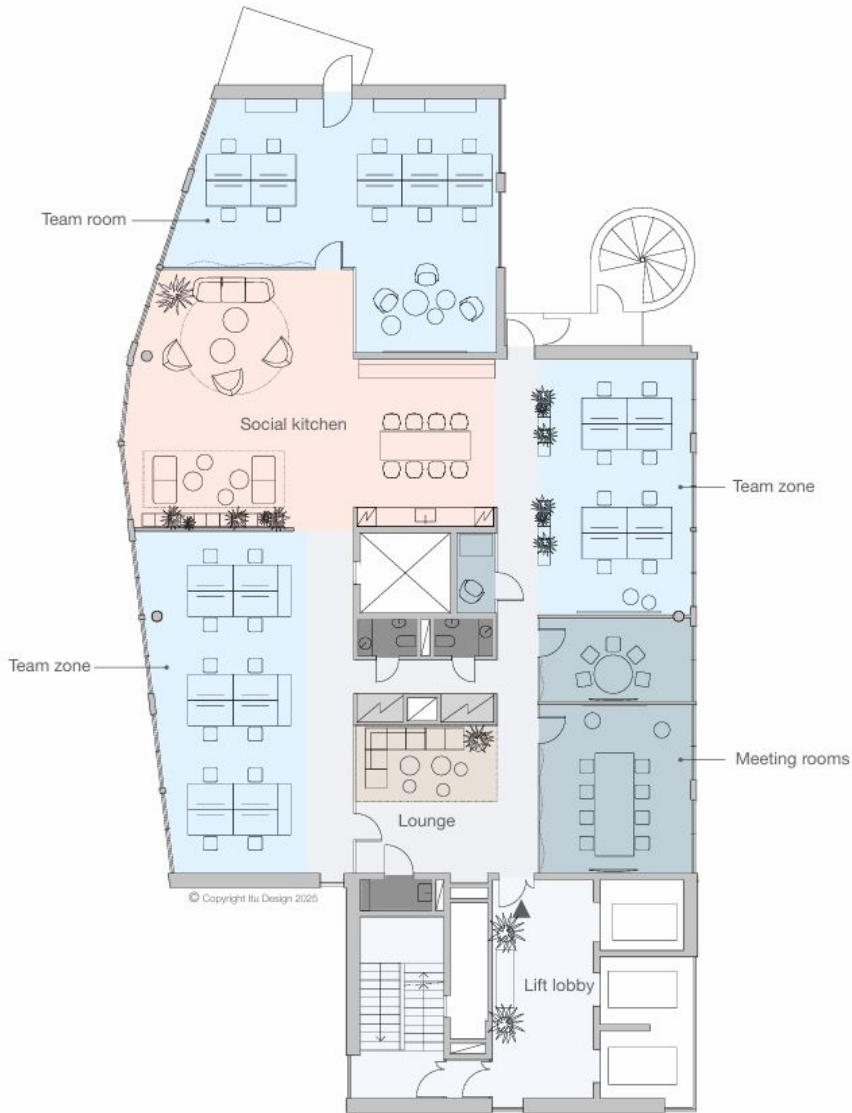 Team room
Social kitchen
Team zone
Team zone
Meeting rooms
Lounge
© Copyright Itu Design 2025
Lift lobby